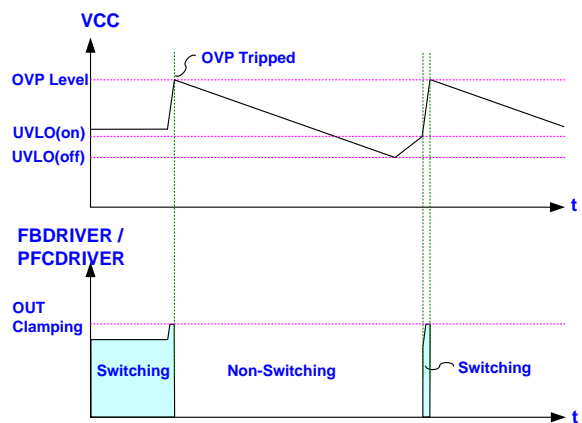 VCC
OVP Tripped
OVP Level
UVLO(on)
UVLO(off)
t
FBDRIVER /
PFCDRIVER
OUT
Clamping
Switching
Non-Switching
Switching
t